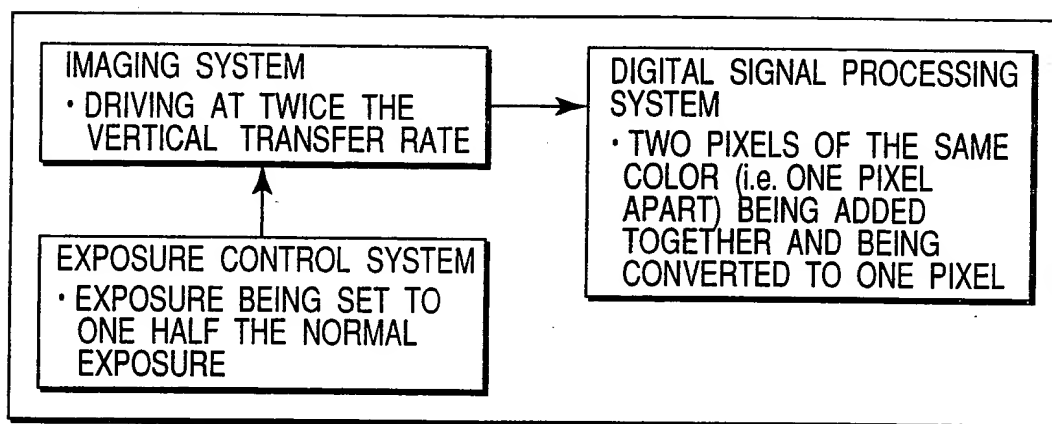 IMAGING SYSTEM
· DRIVING AT TWICE THE
VERTICAL TRANSFER RATE
EXPOSURE CONTROL SYSTEM
· EXPOSURE BEING SET TO
ONE HALF THE NORMAL
EXPOSURE
DIGITAL SIGNAL PROCESSING
SYSTEM
· TWO PIXELS OF THE SAME
COLOR (i.e. ONE PIXEL
APART) BEING ADDED
TOGETHER AND BEING
CONVERTED TO ONE PIXEL